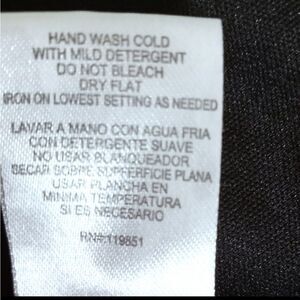 HAND WASH COLD
WITH MILD DETERGENT
DO NOT BLEACH
DRY FLAT
IRON ON LOWEST SETTING AS NEEDED
LAVAR A MANO CON AGUA FRIA
CON DETERGENTE SUAVE
NO USAR BLANQUEADOR
SECAR SOBRE SUPERFICIE PLANA
USAR PLANCHA EN
MINIMA TEMPERATURA
SI ES NECESARIO
RN#:119851